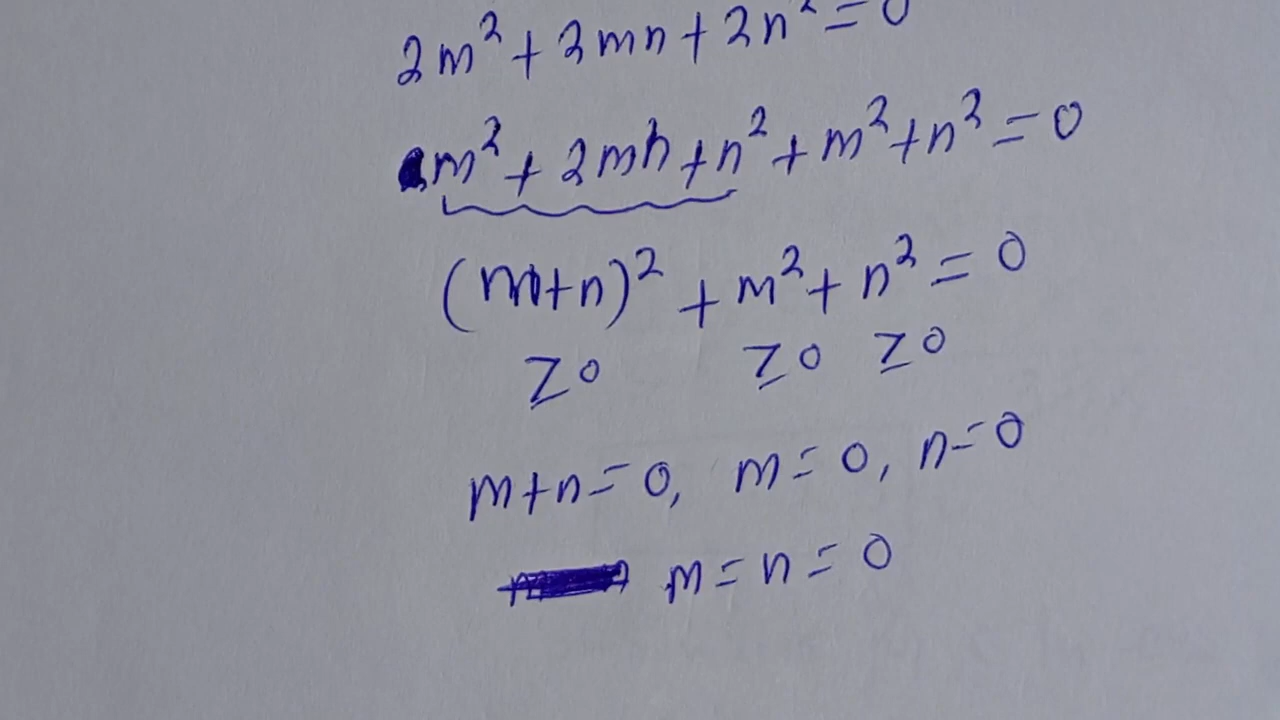 2m² + 2mn + 2n² = 0
m² + 2mn + n² + m² + n² = 0
(m+n)² + m² + n² = 0
≥0 ≥0 ≥0
m+n = 0, m = 0, n = 0
m = n = 0